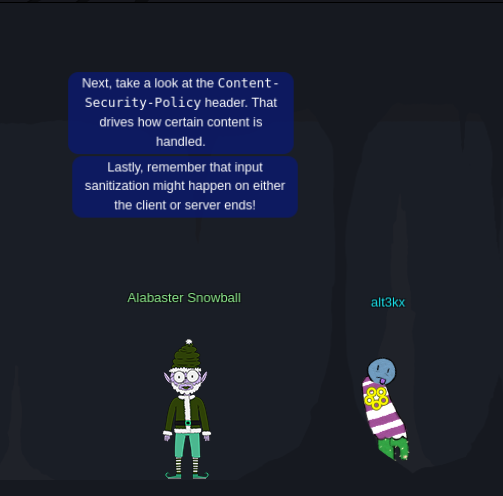 Next, take a look at the Content-
Security-Policy header. That
drives how certain content is
handled.
Lastly, remember that input
sanitization might happen on either
the client or server ends!
Alabaster Snowball
alt3kx